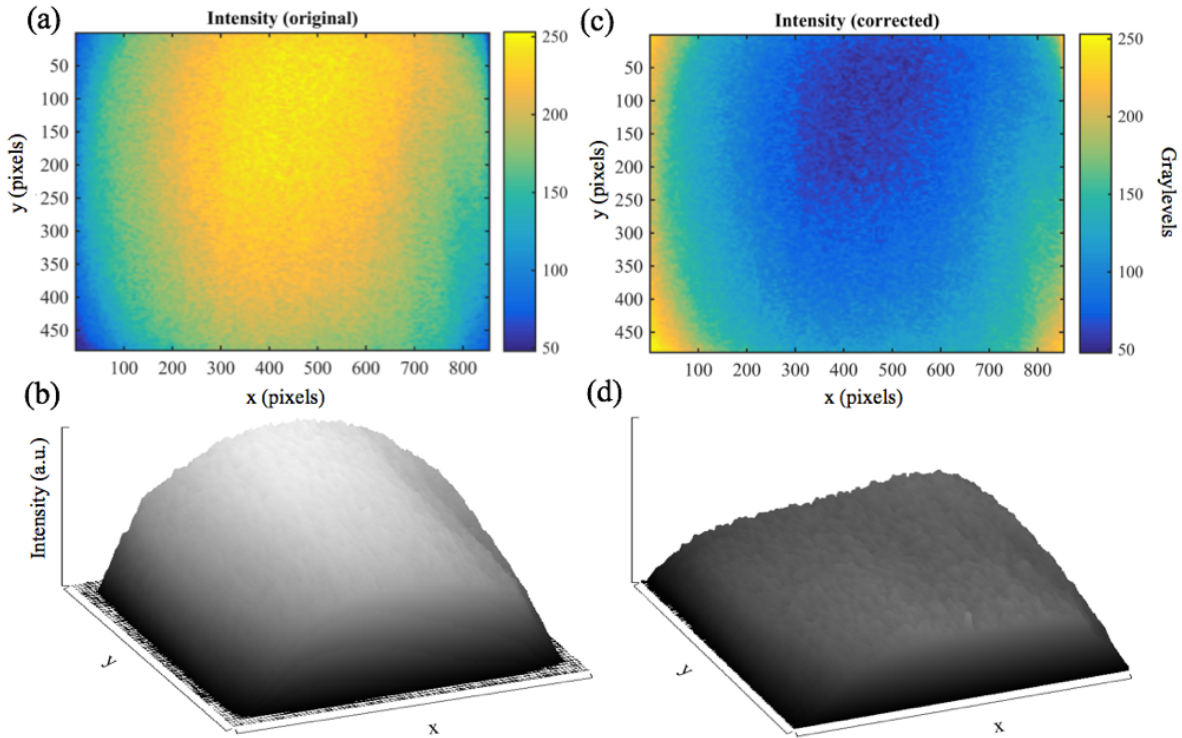 (a)
Intensity (original)
50
100
150
200
250
300
350
400
450
y (pixels)
100 200 300 400 500 600 700 800
x (pixels)
250
200
150
100
50
(c)
Intensity (corrected)
50
100
150
200
250
300
350
400
450
y (pixels)
100 200 300 400 500 600 700 800
x (pixels)
250
200
150
100
50
Graylevels
(b)
Intensity (a.u.)
y
x
(d)
y
x